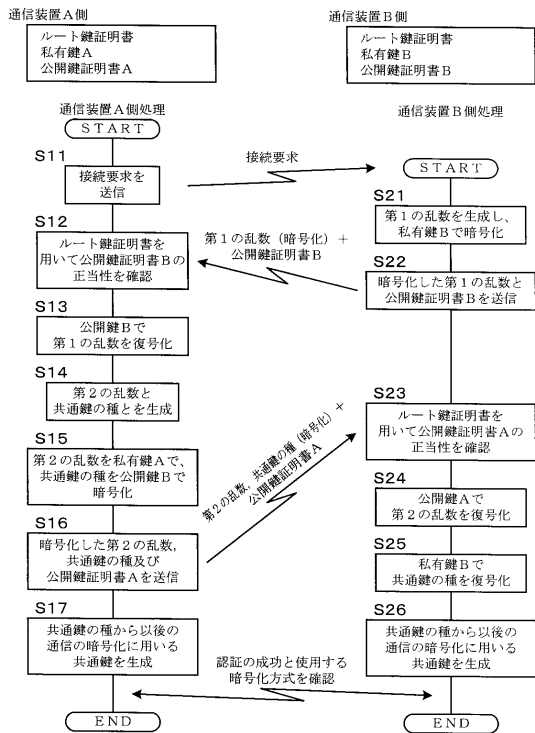 通信装置A側
ルート鍵証明書
私有鍵A
公開鍵証明書A
通信装置B側
ルート鍵証明書
私有鍵B
公開鍵証明書B
通信装置A側処理
START
S11
接続要求を
送信
S12
ルート鍵証明書を
用いて公開鍵証明書Bの
正当性を確認
S13
公開鍵Bで
第1の乱数を復号化
S14
第2の乱数と
共通鍵の種とを生成
S15
第2の乱数を私有鍵Aで、
共通鍵の種を公開鍵Bで
暗号化
S16
暗号化した第2の乱数,
共通鍵の種及び
公開鍵証明書Aを送信
S17
共通鍵の種から以後の
通信の暗号化に用いる
共通鍵を生成
END
接続要求
第1の乱数(暗号化)+
公開鍵証明書B
第2の乱数,共通鍵の種(暗号化)+
公開鍵証明書A
認証の成功と使用する
暗号化方式を確認
通信装置B側処理
START
S21
第1の乱数を生成し、
私有鍵Bで暗号化
S22
暗号化した第1の乱数と
公開鍵証明書Bを送信
S23
ルート鍵証明書を
用いて公開鍵証明書Aの
正当性を確認
S24
公開鍵Aで
第2の乱数を復号化
S25
私有鍵Bで
共通鍵の種を復号化
S26
共通鍵の種から以後の
通信の暗号化に用いる
共通鍵を生成
END